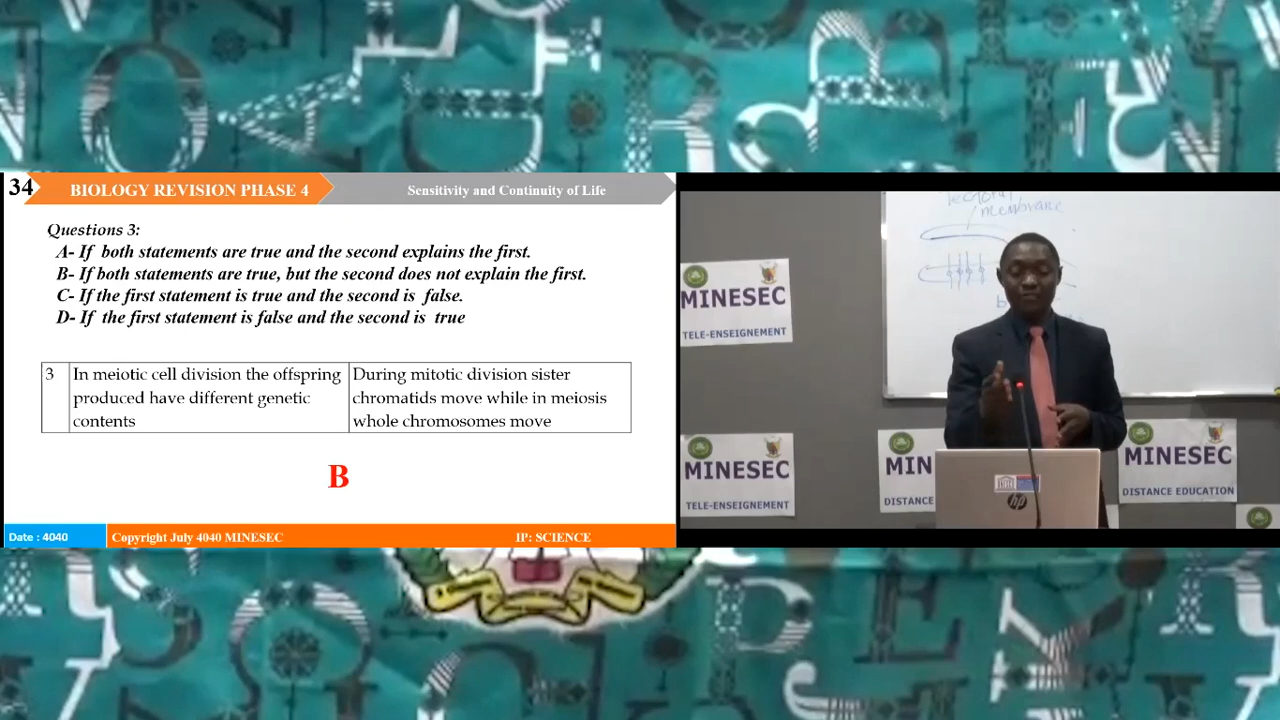 34
BIOLOGY REVISION PHASE 4
Sensitivity and Continuity of Life
Questions 3:
A- If both statements are true and the second explains the first.
B- If both statements are true, but the second does not explain the first.
C- If the first statement is true and the second is false.
D- If the first statement is false and the second is true
3
In meiotic cell division the offspring
produced have different genetic
contents
During mitotic division sister
chromatids move while in meiosis
whole chromosomes move
B
Date : 4040
Copyright July 4040 MINESEC
IP: SCIENCE
membrane
MINESEC
TELE-ENSEIGNEMENT
MINESEC
TELE-ENSEIGNEMENT
MIN
DISTANCE
MINESEC
DISTANCE EDUCATION
hp